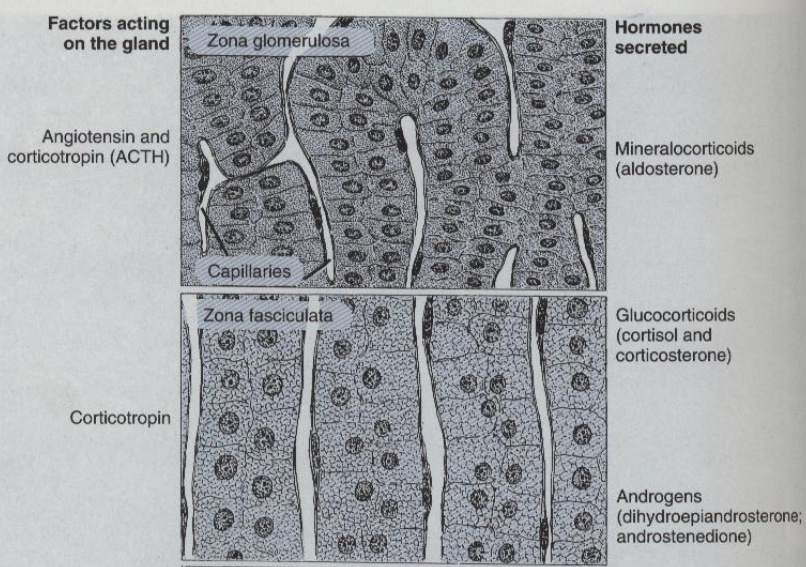 Factors acting
on the gland
Zona glomerulosa
Hormones
secreted
Angiotensin and
corticotropin (ACTH)
Mineralocorticoids
(aldosterone)
Capillaries
Zona fasciculata
Glucocorticoids
(cortisol and
corticosterone)
Corticotropin
Androgens
(dihydroepiandrosterone;
androstenedione)